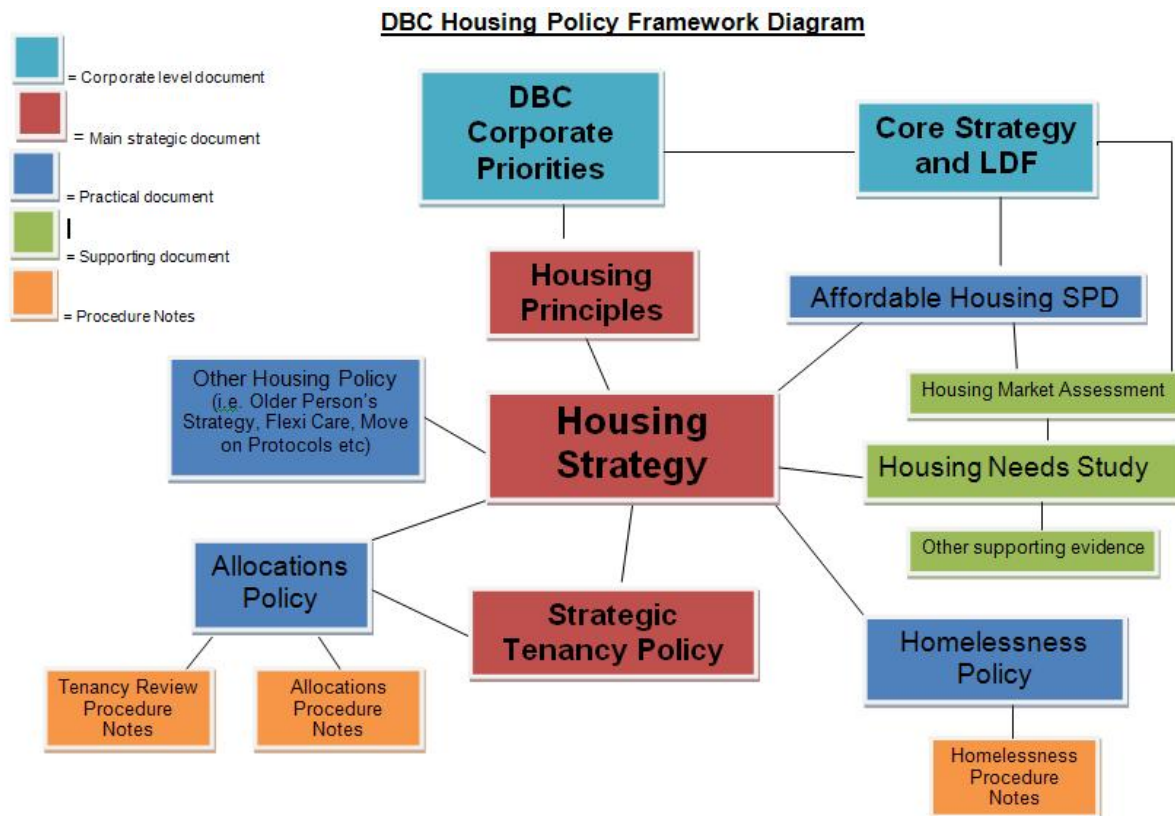 DBC Housing Policy Framework Diagram
= Corporate level document
= Main strategic document
= Practical document
= Supporting document
= Procedure Notes
DBC
Corporate
Priorities
Core Strategy
and LDF
Housing
Principles
Affordable Housing SPD
Other Housing Policy
(i.e. Older Person's
Strategy, Flexi Care, Move
on Protocols etc)
Housing
Strategy
Housing Market Assessment
Housing Needs Study
Other supporting evidence
Allocations
Policy
Strategic
Tenancy Policy
Homelessness
Policy
Tenancy Review
Procedure
Notes
Allocations
Procedure
Notes
Homelessness
Procedure
Notes